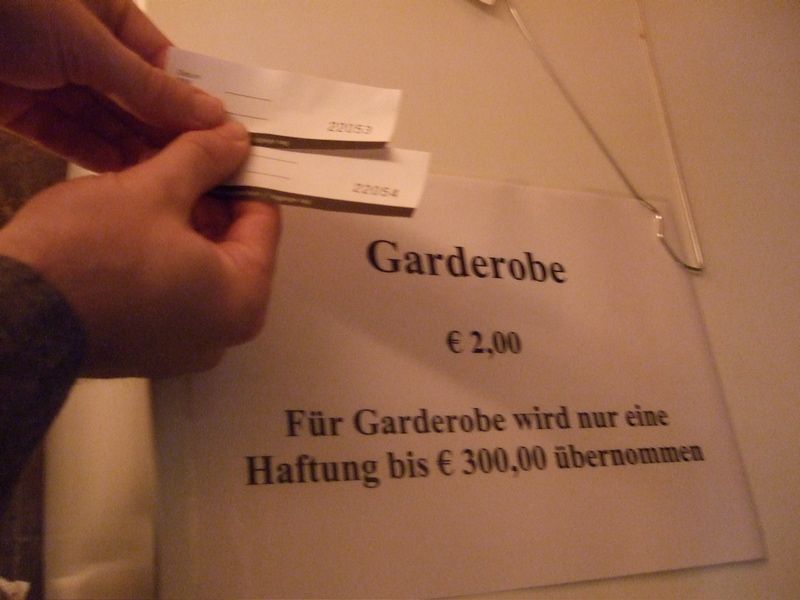 22053
22054
Garderobe
€ 2,00
Für Garderobe wird nur eine
Haftung bis € 300,00 übernommen